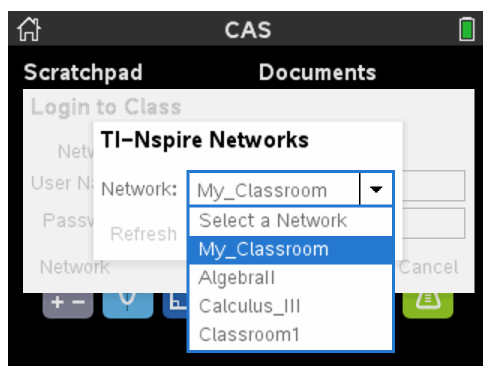 CAS
Scratchpad Documents
Login to Class
TI-Nspire Networks
User
Network: My_Classroom
Select a Network
Refresh
My_Classroom
Network
Cancel
AlgebraII
Calculus_III
Classroom1